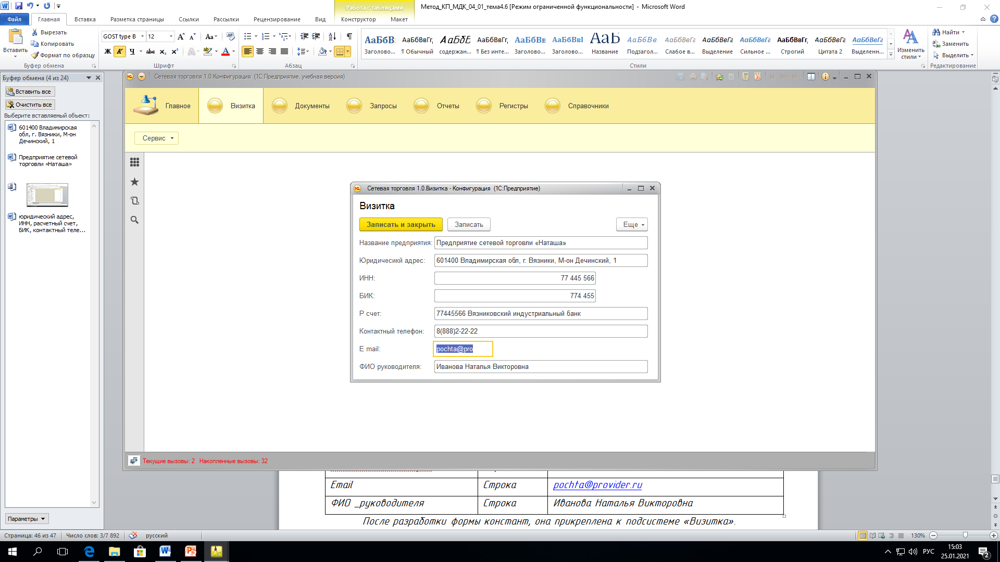 Работа с таблицами
Метод_КП_МДК_04_01_тема4.6 [Режим ограниченной функциональности] - Microsoft Word
Файл Главная Вставка Разметка страницы Ссылки Рассылки Рецензирование Вид Конструктор Макет
Вставить
Вырезать
Копировать
Формат по образцу
Буфер обмена
GOST type B 12
Ж К Ч abc x₂ x²
Шрифт
Абзац
АаБбВ АаБбВвГг, АаБбВ АаБбВвГг, АаБбВв АаБбВвI АаБ АаБбВв. АаБбВвГг АаБбВвГг АаБбВвГг АаБбВвГг, АаБбВвГг АаБбВвГг
Заголово... ¶ Обычный содержан... ¶ Без инте... Заголово... Заголово... Название Подзагол... Слабое в... Выделение Сильное ... Строгий Цитата 2 Выделенн...
Стили
Изменить стили
Найти
Заменить
Выделить
Редактирование
Буфер обмена (4 из 24)
Вставить все
Очистить все
Выберите вставляемый объект:
601400 Владимирская
обл, г. Вязники, М-он
Дечинский, 1
Предприятие сетевой
торговли «Наташа»
юридический адрес,
ИНН, расчетный счет,
БИК, контактный теле...
Параметры
Сетевая торговля 1.0.Конфигурация (1С:Предприятие, учебная версия)
M M+ M-
Главное Визитка Документы Запросы Отчеты Регистры Справочники
Сервис
Сетевая торговля 1.0.Визитка - Конфигурация (1С:Предприятие)
Визитка
Записать и закрыть Записать Еще
Название предприятия: Предприятие сетевой торговли «Наташа»
Юридичесикй адрес: 601400 Владимирская обл, г. Вязники, М-он Дечинский, 1
ИНН: 77 445 566
БИК: 774 455
Р счет: 77445566 Вязниковский индустриальный банк
Контактный телефон: 8(888)2-22-22
E mail: pochta@pro
ФИО руководителя: Иванова Наталья Викторовна
Текущие вызовы: 2 Накопленные вызовы: 32
Email Строка pochta@provider.ru
ФИО _руководителя Строка Иванова Наталья Викторовна
После разработки формы констант, она прикреплена к подсистеме «Визитка».
Страница: 46 из 47 Число слов: 3/7 892 русский 130%
РУС 15:03
25.01.2021 2